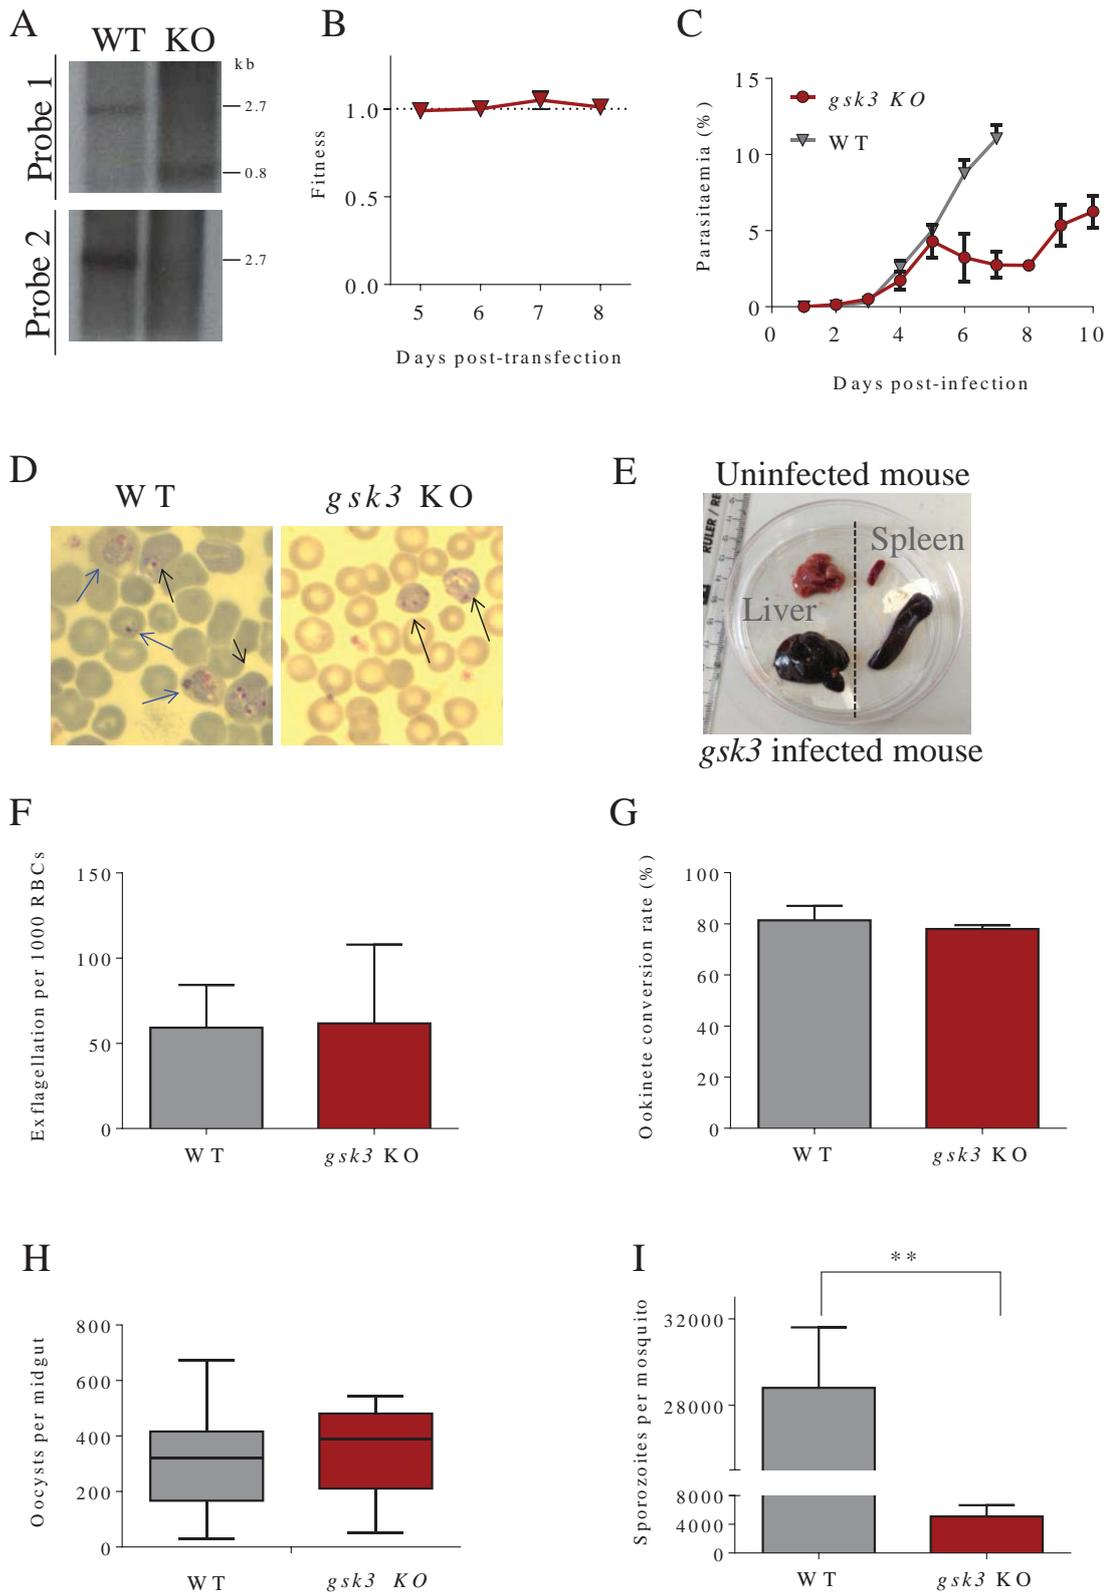 A
WT KO
kb
Probe 1
2.7
0.8
Probe 2
2.7
B
Fitness
1.0
0.5
0.0
5 6 7 8
Days post-transfection
C
Parasitaemia (%)
15
10
5
0
gsk3 KO
WT
0 2 4 6 8 10
Days post-infection
D
WT
gsk3 KO
E
Uninfected mouse
Spleen
Liver
gsk3 infected mouse
F
Exflagellation per 1000 RBCs
150
100
50
0
WT
gsk3 KO
G
Ookinete conversion rate (%)
100
80
60
40
20
0
WT
gsk3 KO
H
Oocysts per midgut
800
600
400
200
0
WT
gsk3 KO
I
**
Sporozoites per mosquito
32000
28000
8000
4000
0
WT
gsk3 KO